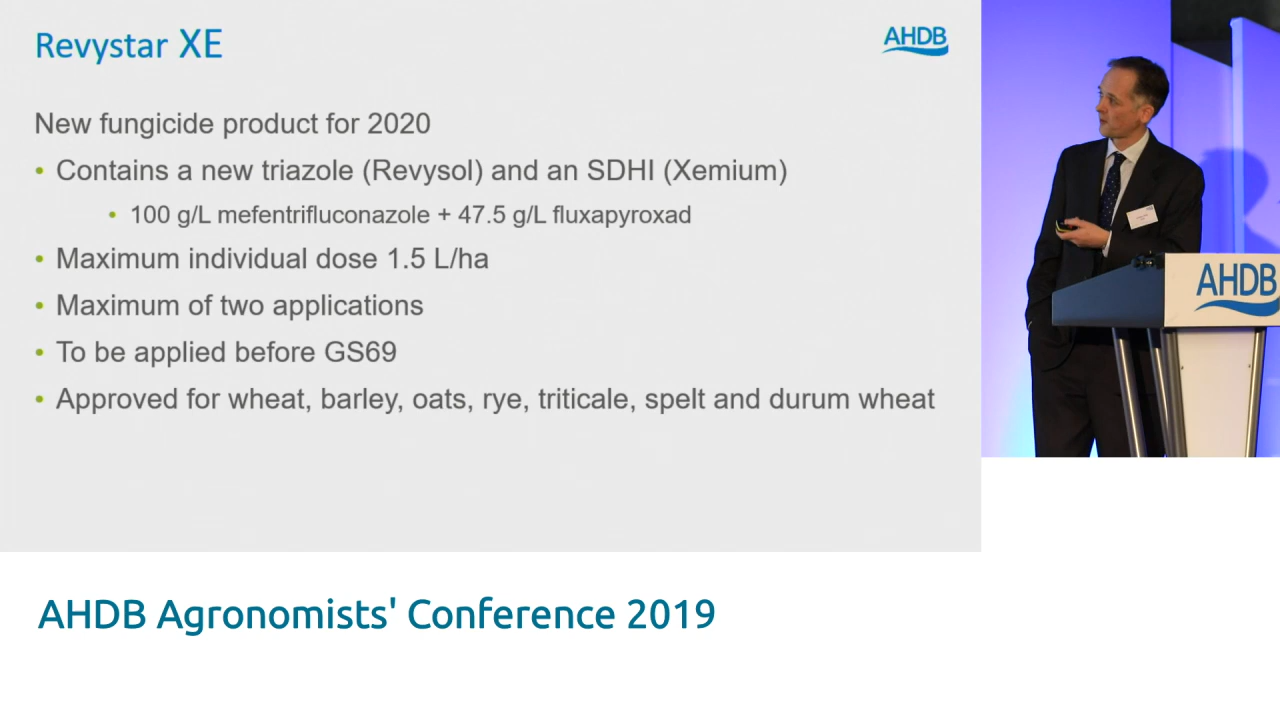 Revystar XE
AHDB
New fungicide product for 2020
• Contains a new triazole (Revysol) and an SDHI (Xemium)
• 100 g/L mefentrifluconazole + 47.5 g/L fluxapyroxad
• Maximum individual dose 1.5 L/ha
• Maximum of two applications
• To be applied before GS69
• Approved for wheat, barley, oats, rye, triticale, spelt and durum wheat
AHDB
AHDB Agronomists' Conference 2019